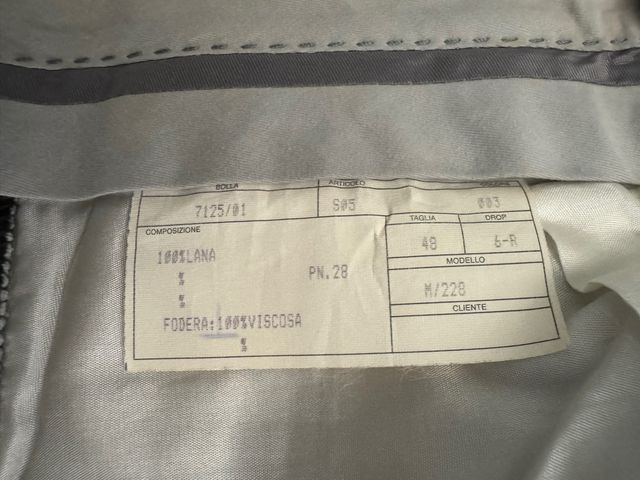 BOLLA ARTICOLO
7125/01 S05 003
TAGLIA DROP
COMPOSIZIONE
48 6-R
100%LANA
MODELLO
% PN.28
M/228
%
CLIENTE
FODERA:100%VISCOSA
%